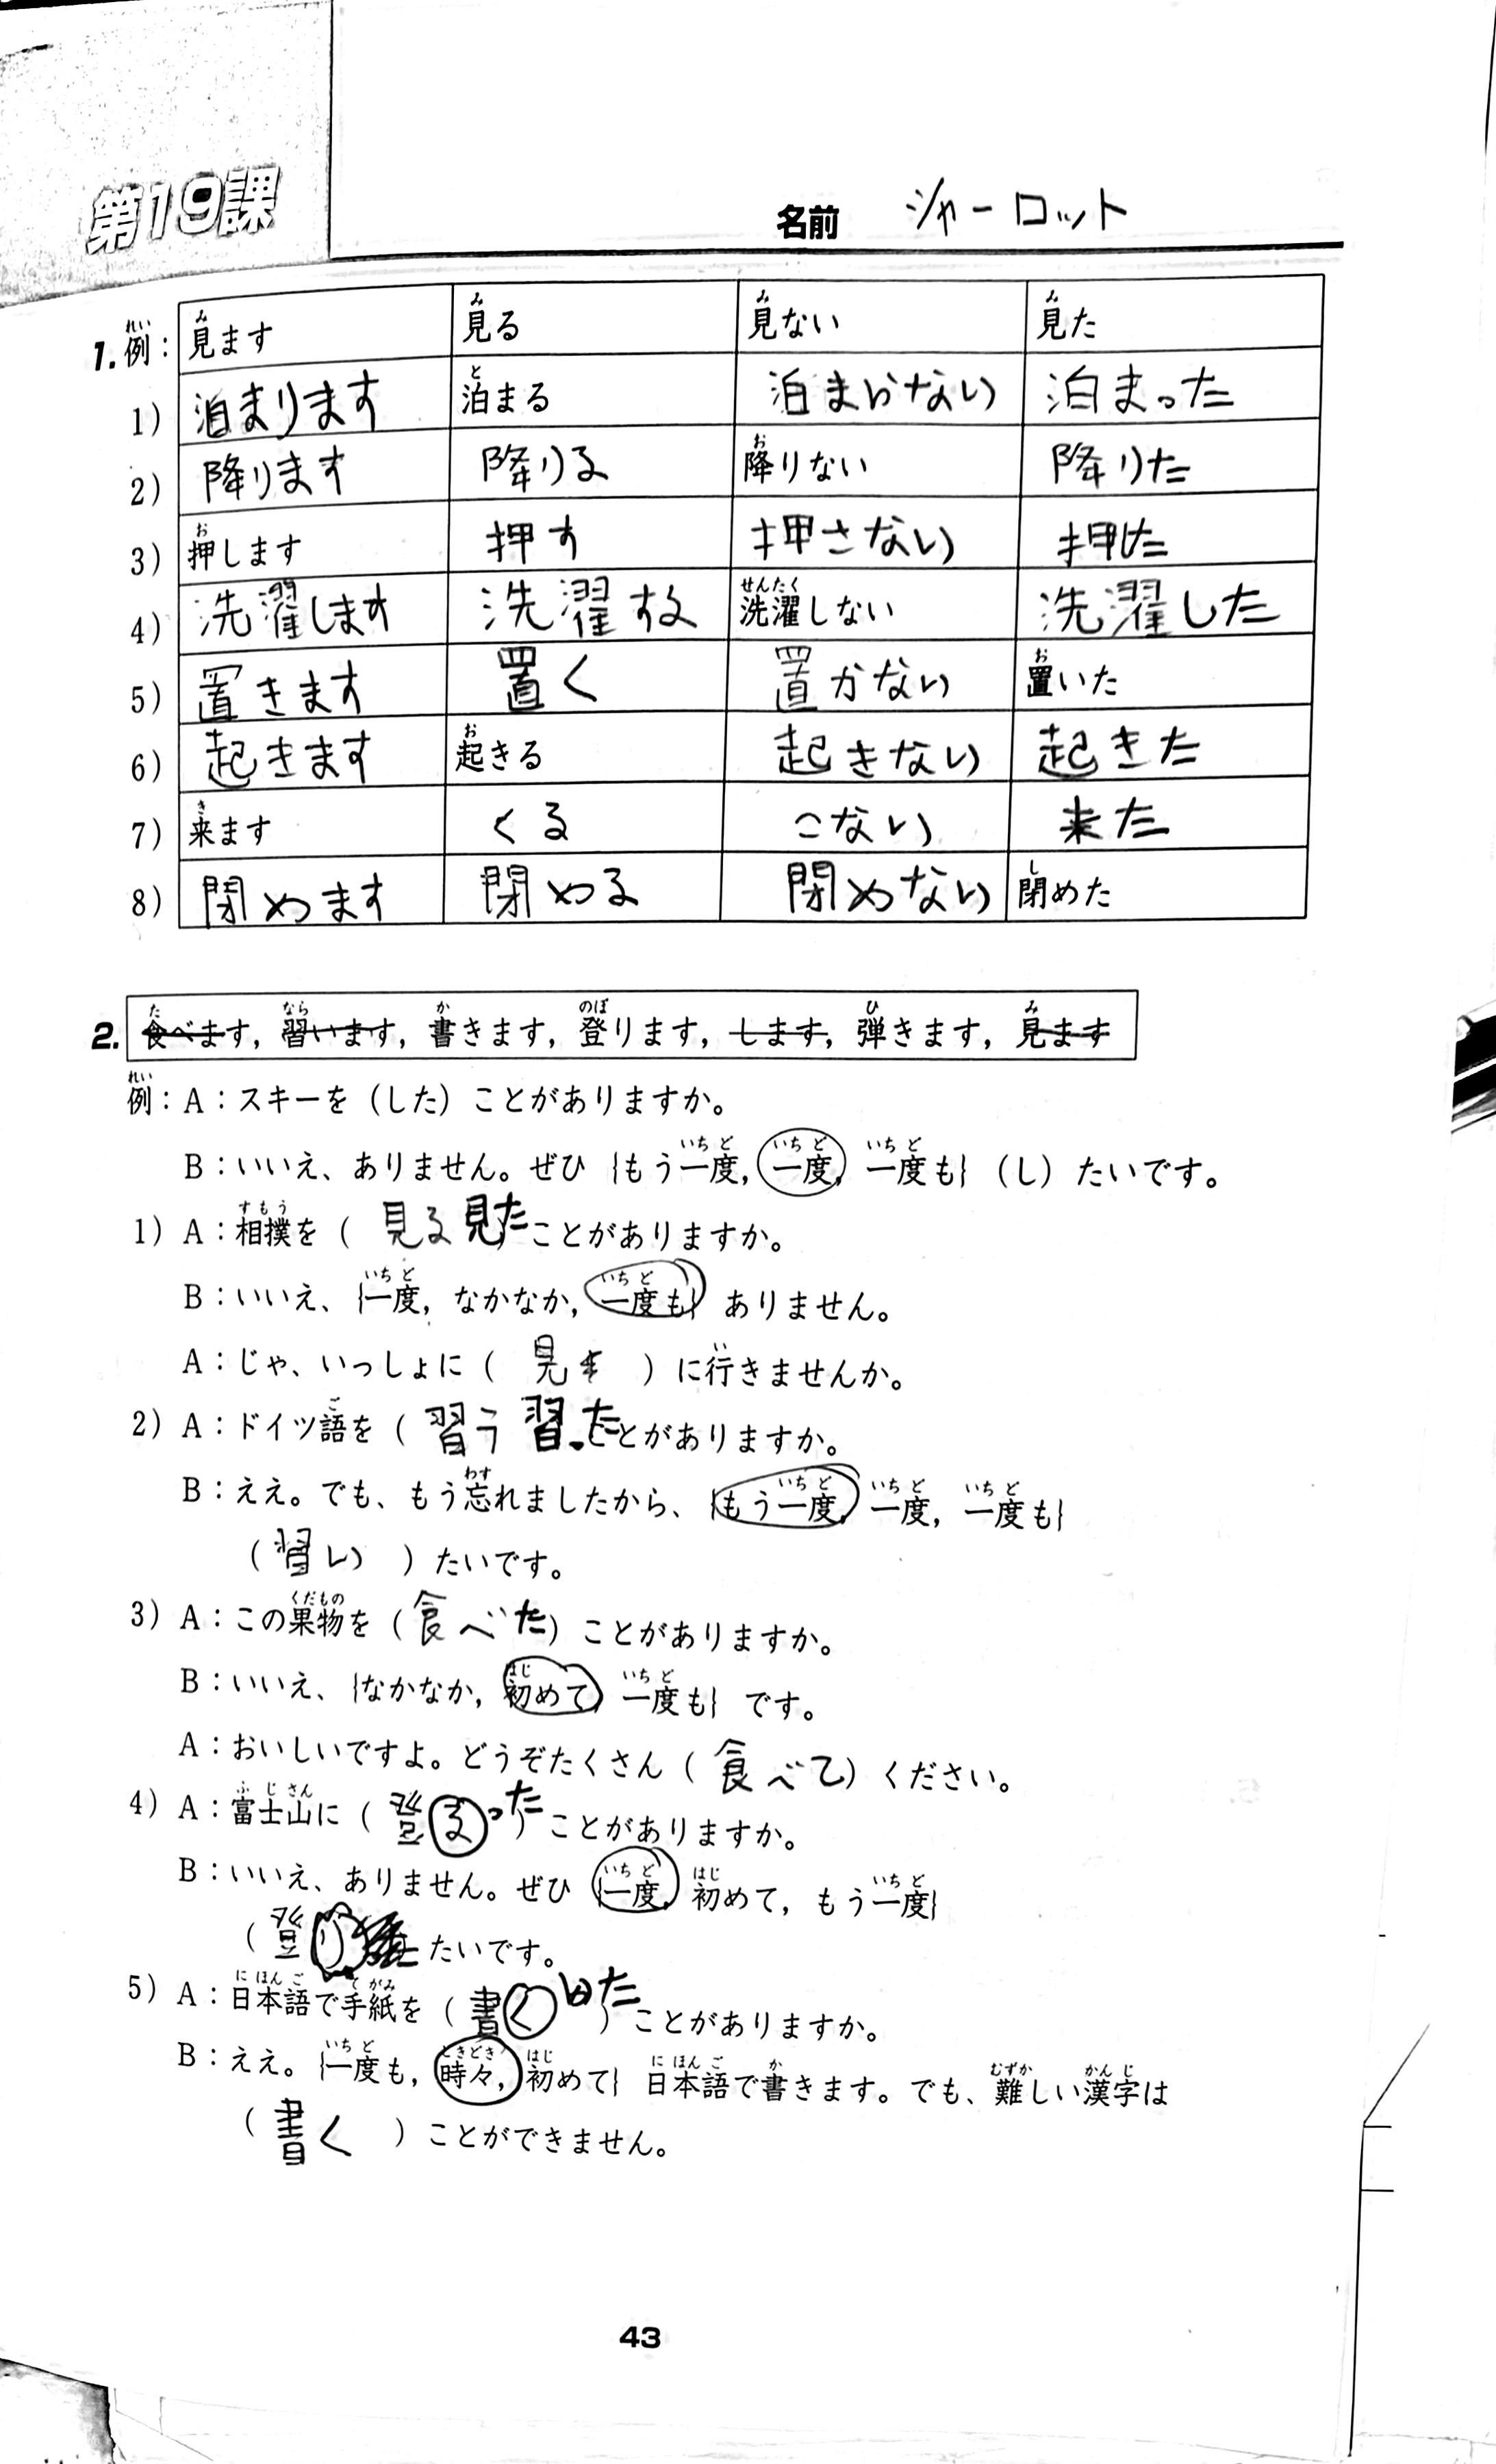 第19課
名前 シャーロット
1. 例： 見ます 見る 見ない 見た
1) 泊まります 泊まる 泊まらない 泊まった
2) 降ります 降りる 降りない 降りた
3) 押します 押す 押さない 押した
4) 洗濯します 洗濯する 洗濯しない 洗濯した
5) 置きます 置く 置かない 置いた
6) 起きます 起きる 起きない 起きた
7) 来ます くる こない 来た
8) 閉めます 閉める 閉めない 閉めた
2. 食べます，習います，書きます，登ります，します，弾きます，見ます
例：A：スキーを（した）ことがありますか。
B：いいえ、ありません。ぜひ {もう一度，一度，一度も}（し）たいです。
1) A：相撲を（ 見る 見た ）ことがありますか。
B：いいえ、{一度，なかなか，一度も} ありません。
A：じゃ、いっしょに（ 見き ）に行きませんか。
2) A：ドイツ語を（ 習う 習った ）ことがありますか。
B：ええ。でも、もう忘れましたから、{もう一度，一度，一度も}
（ 習い ）たいです。
3) A：この果物を（ 食べた ）ことがありますか。
B：いいえ、{なかなか，初めて，一度も} です。
A：おいしいですよ。どうぞたくさん（ 食べて ）ください。
4) A：富士山に（ 登る った ）ことがありますか。
B：いいえ、ありません。ぜひ {一度，初めて，もう一度}
（ 登り ）たいです。
5) A：日本語で手紙を（ 書く いた ）ことがありますか。
B：ええ。{一度も，時々，初めて} 日本語で書きます。でも、難しい漢字は
（ 書く ）ことができません。
43